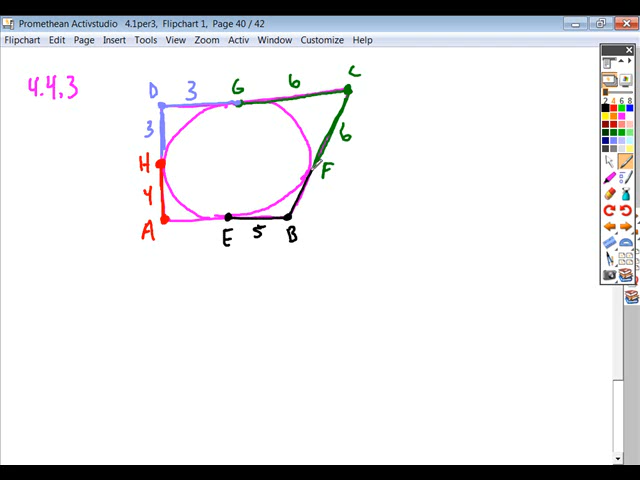 Promethean Activstudio 4.1per3, Flipchart 1, Page 40 / 42
Flipchart Edit Page Insert Tools View Zoom Activ Window Customize Help
2 4 6 8
4.4.3
D 3 G 6 C
3
6
H
F
4
A
E 5 B